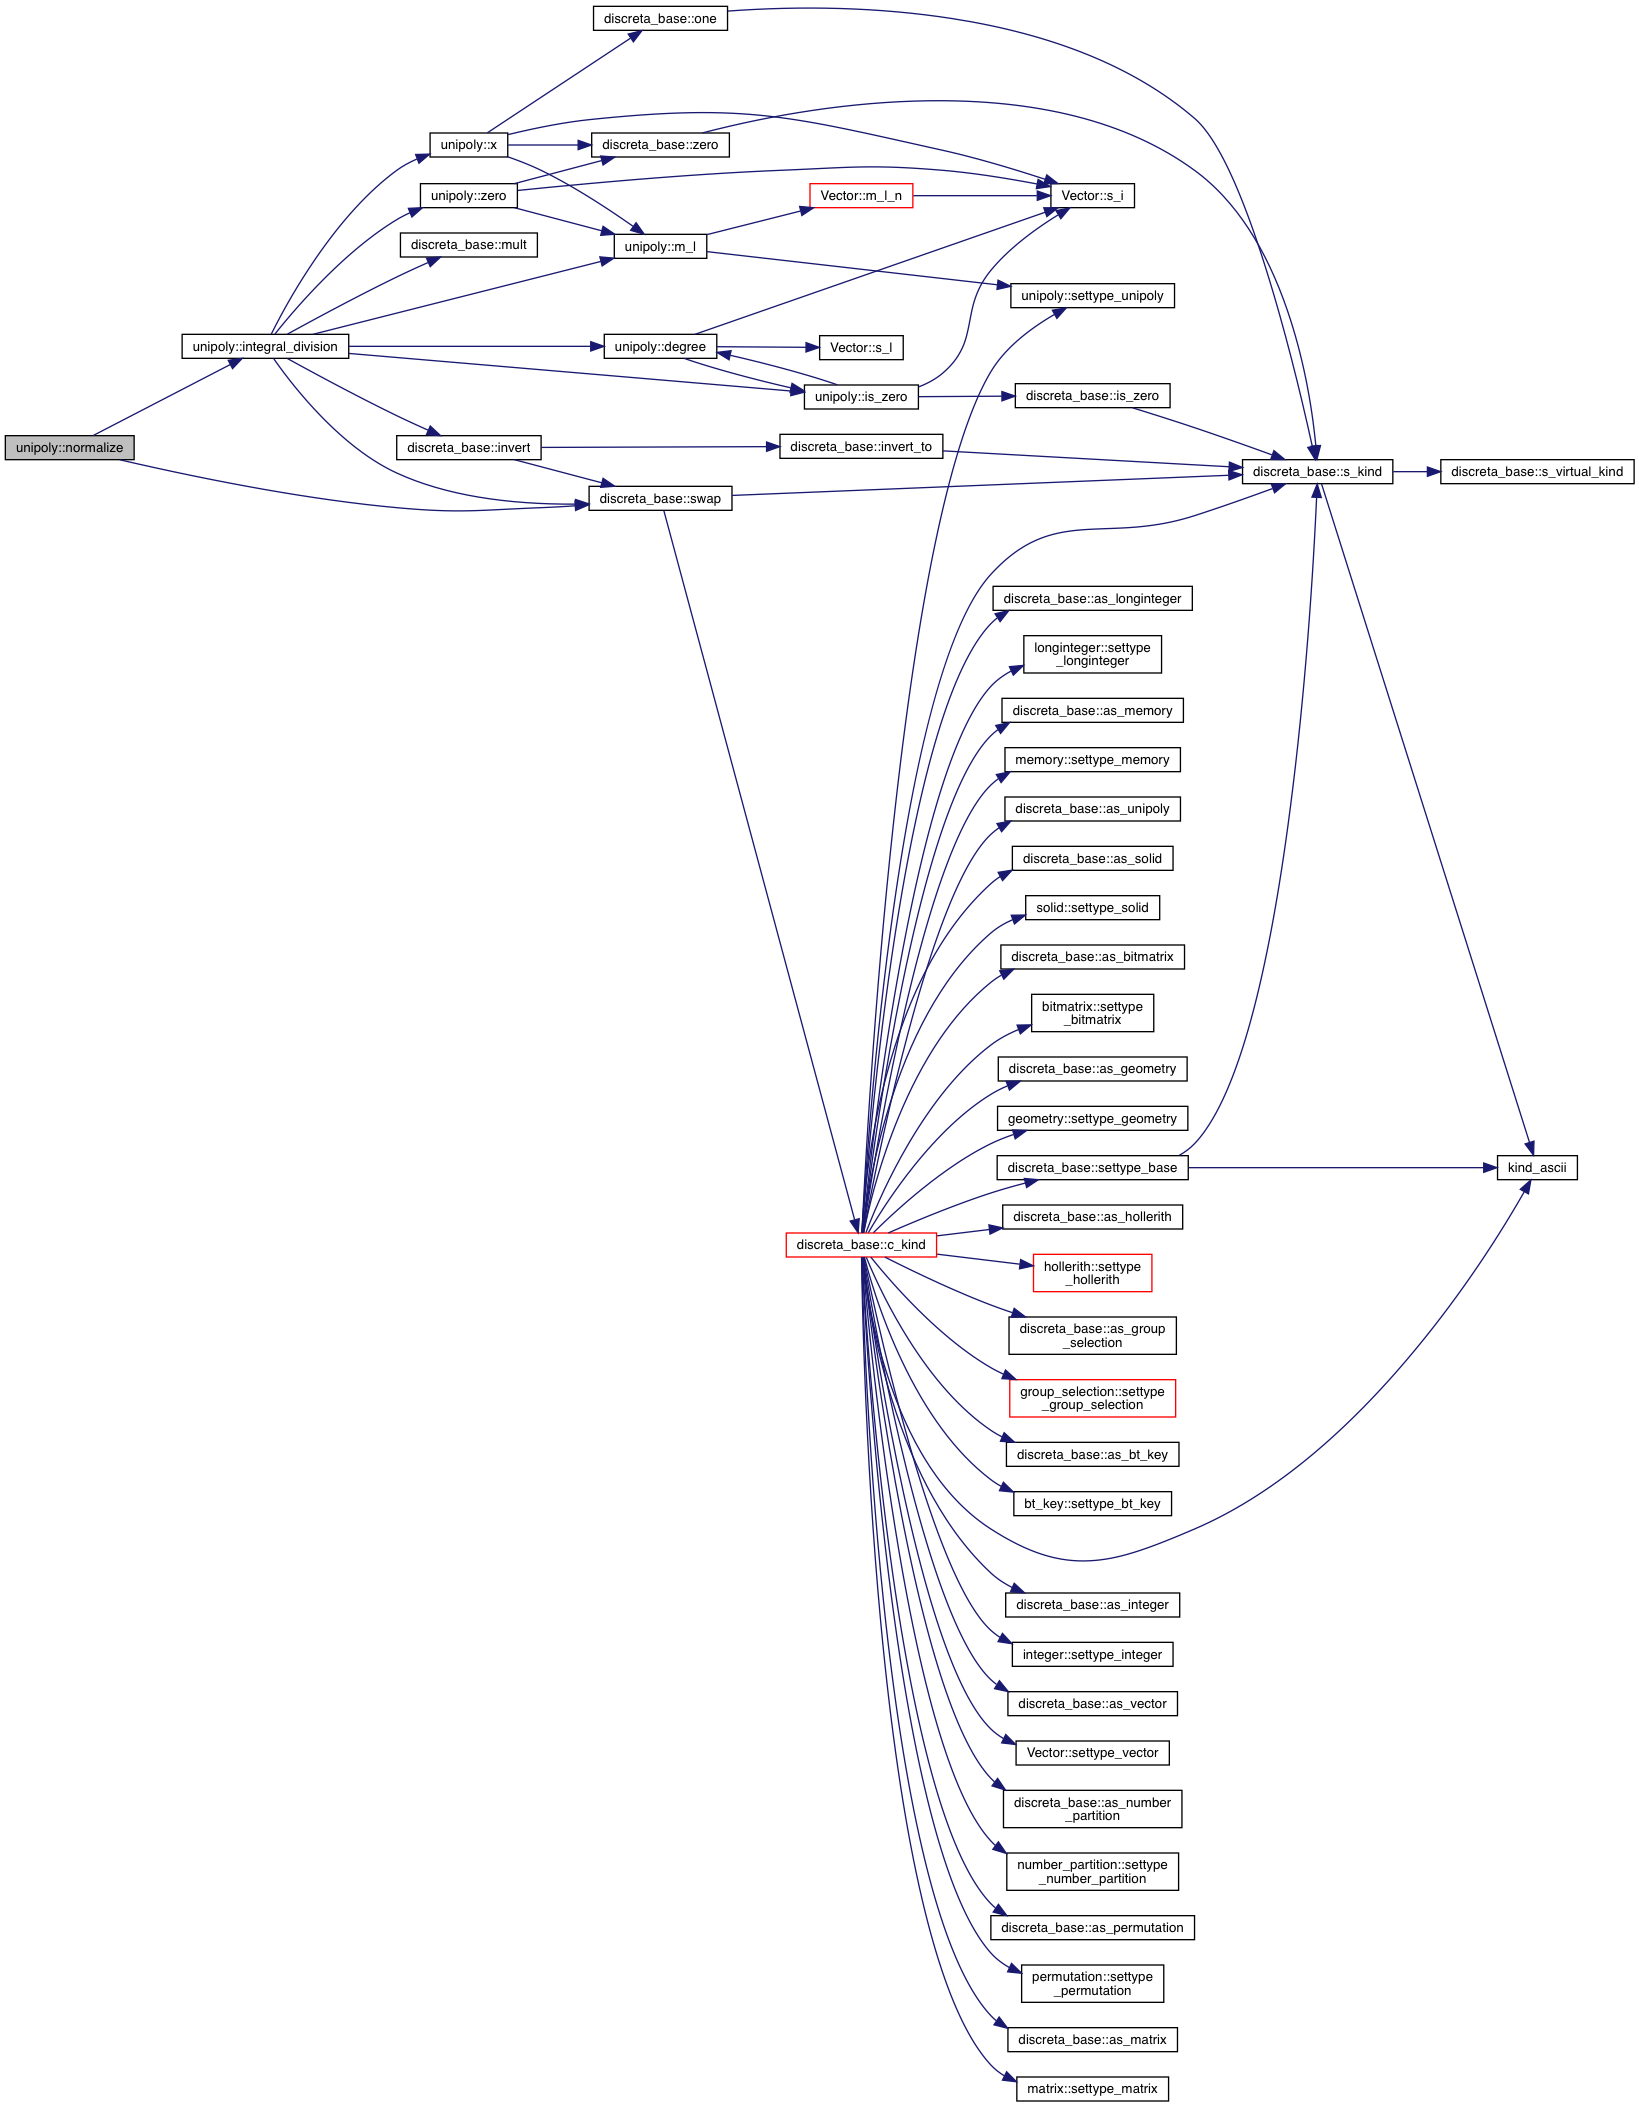 discreta_base::one
unipoly::x
discreta_base::zero
unipoly::zero
Vector::m_l_n
Vector::s_i
discreta_base::mult
unipoly::m_l
unipoly::settype_unipoly
unipoly::integral_division
unipoly::degree
Vector::s_l
unipoly::is_zero
discreta_base::is_zero
unipoly::normalize
discreta_base::invert
discreta_base::invert_to
discreta_base::s_kind
discreta_base::s_virtual_kind
discreta_base::swap
discreta_base::as_longinteger
longinteger::settype
_longinteger
discreta_base::as_memory
memory::settype_memory
discreta_base::as_unipoly
discreta_base::as_solid
solid::settype_solid
discreta_base::as_bitmatrix
bitmatrix::settype
_bitmatrix
discreta_base::as_geometry
geometry::settype_geometry
discreta_base::settype_base
kind_ascii
discreta_base::as_hollerith
discreta_base::c_kind
hollerith::settype
_hollerith
discreta_base::as_group
_selection
group_selection::settype
_group_selection
discreta_base::as_bt_key
bt_key::settype_bt_key
discreta_base::as_integer
integer::settype_integer
discreta_base::as_vector
Vector::settype_vector
discreta_base::as_number
_partition
number_partition::settype
_number_partition
discreta_base::as_permutation
permutation::settype
_permutation
discreta_base::as_matrix
matrix::settype_matrix